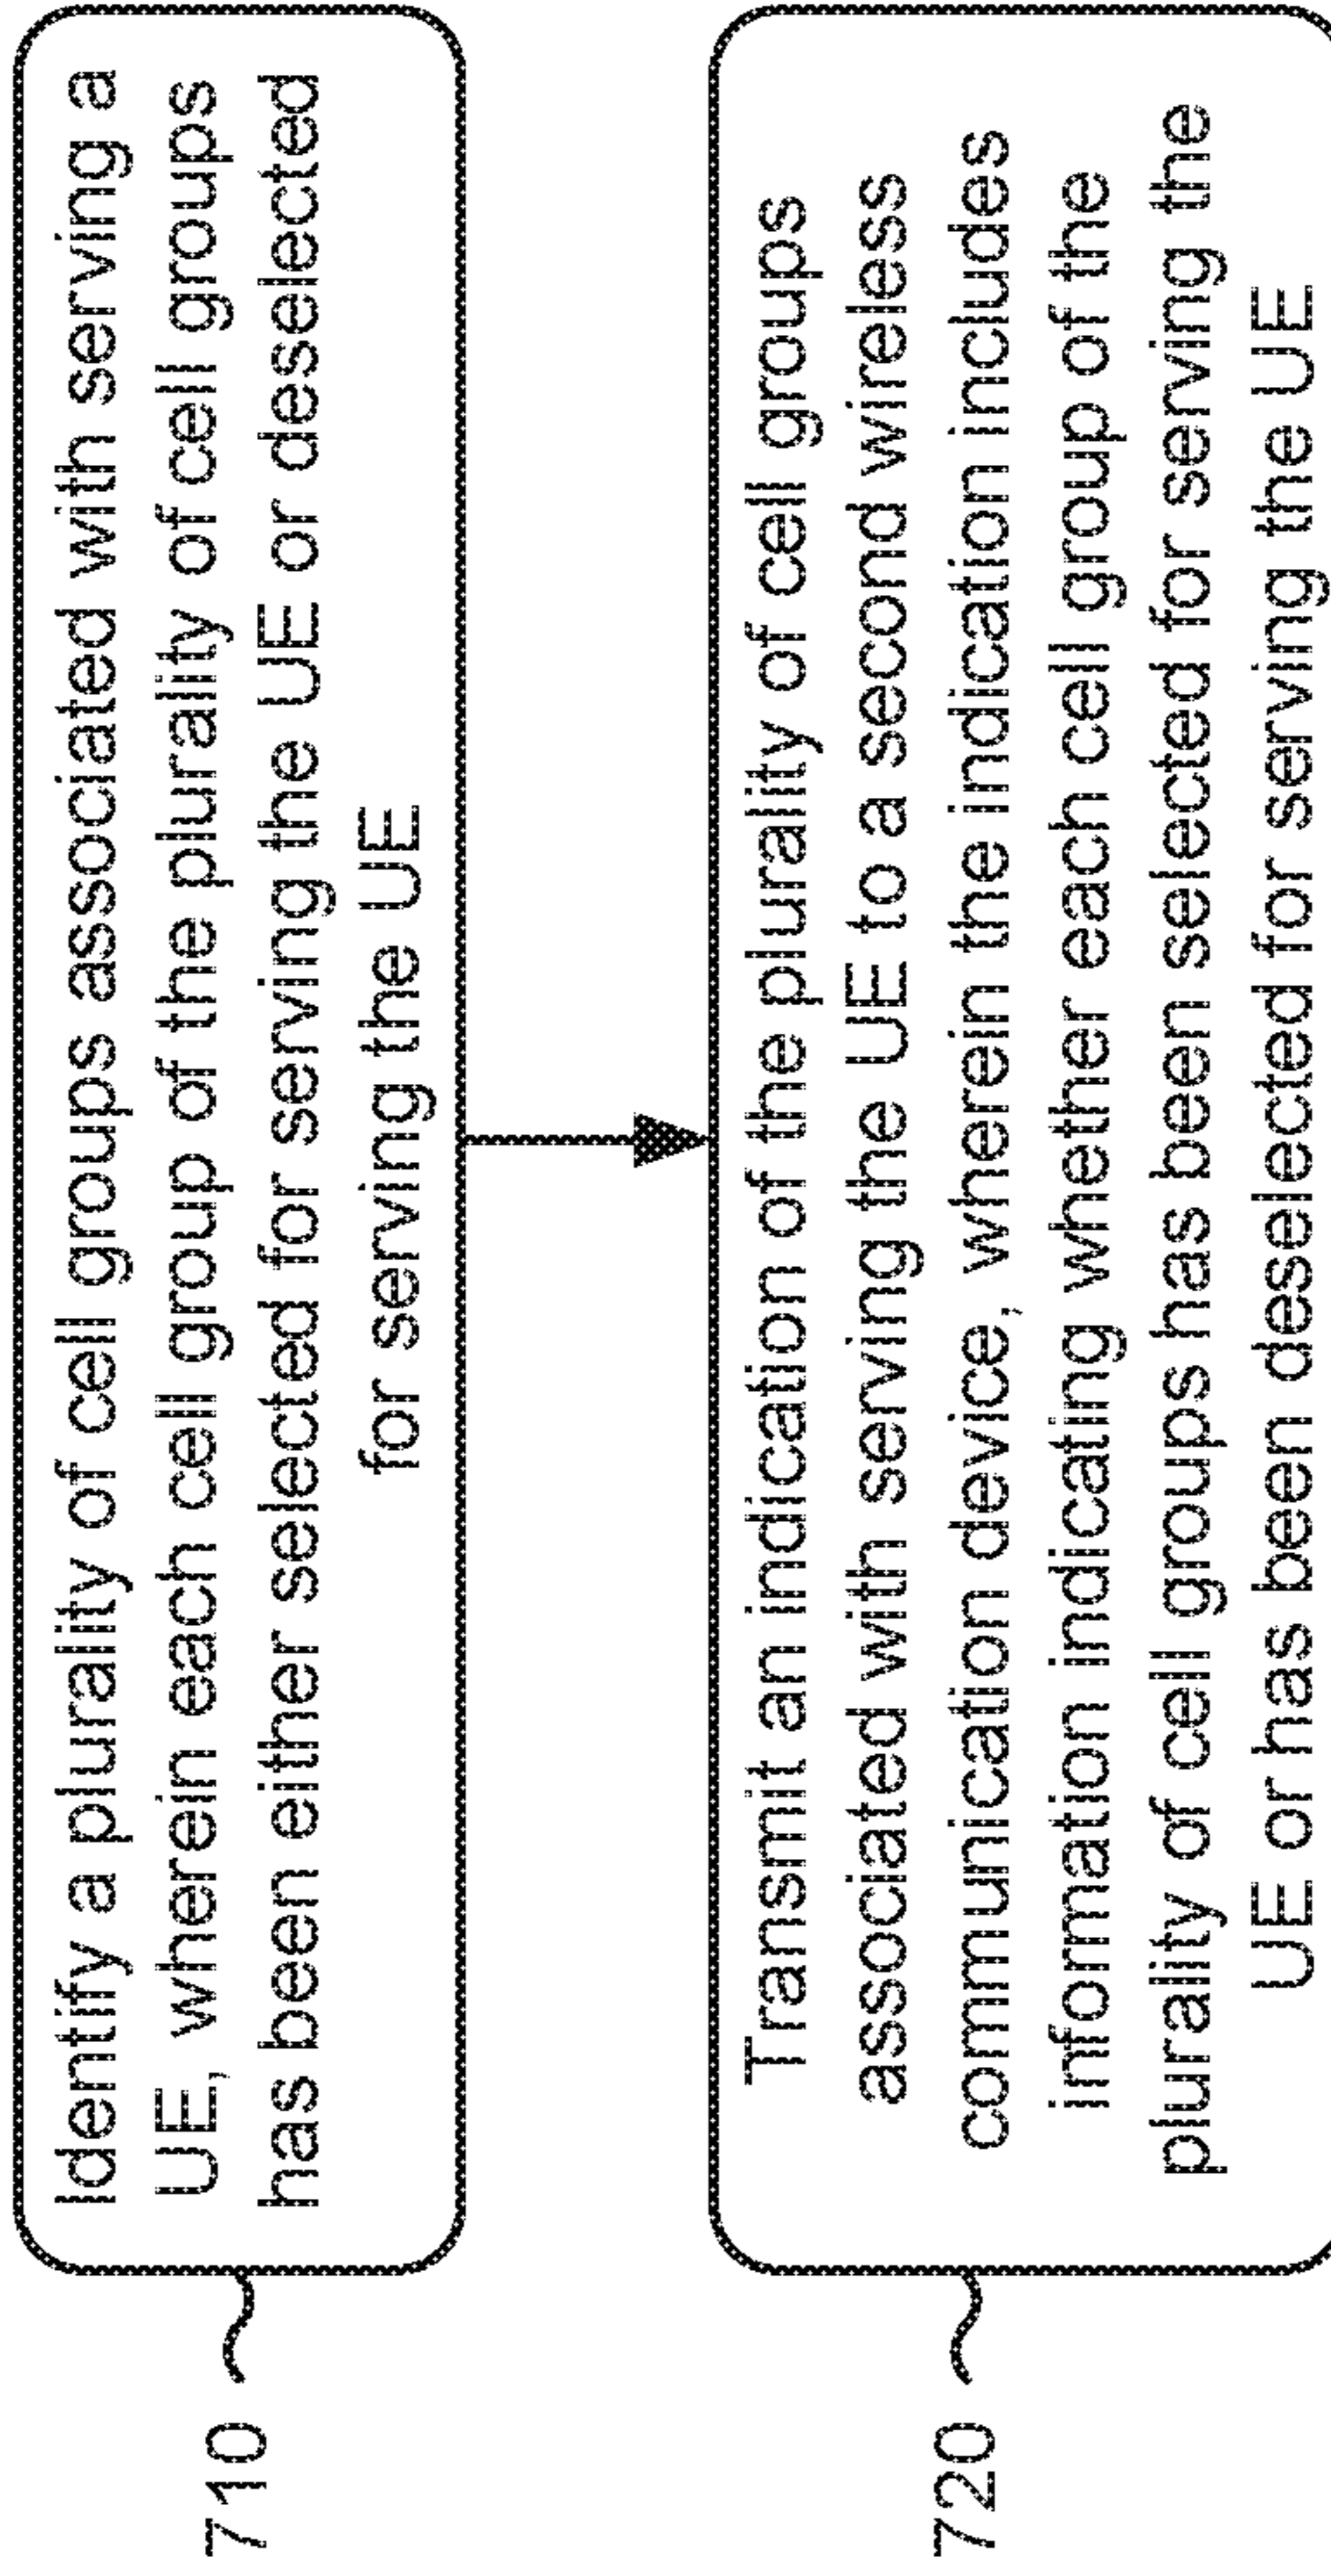 710
Identify a plurality of cell groups associated with serving a
UE, wherein each cell group of the plurality of cell groups
has been either selected for serving the UE or deselected
for serving the UE
720
Transmit an indication of the plurality of cell groups
associated with serving the UE to a second wireless
communication device, wherein the indication includes
information indicating whether each cell group of the
plurality of cell groups has been selected for serving the
UE or has been deselected for serving the UE